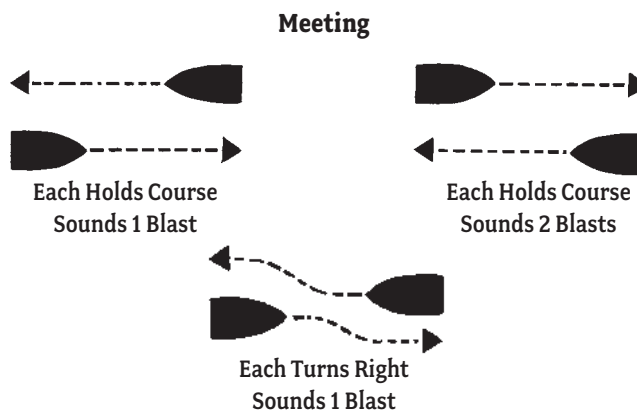 Meeting
Each Holds Course
Sounds 1 Blast
Each Holds Course
Sounds 2 Blasts
Each Turns Right
Sounds 1 Blast